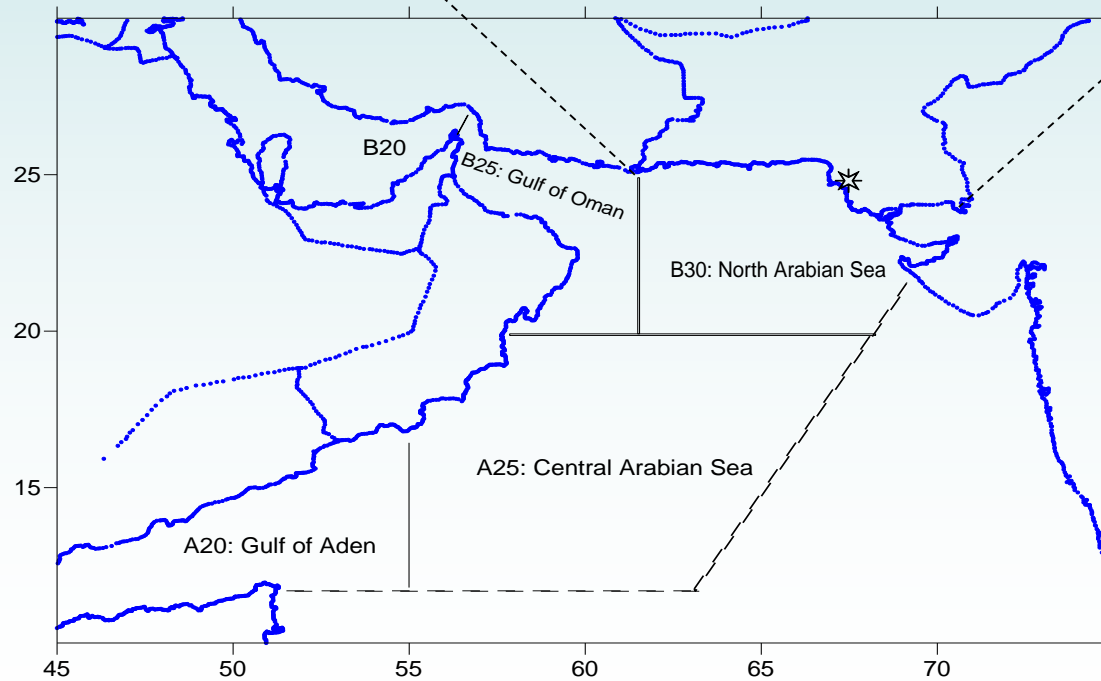 B20
25
B25: Gulf of Oman
B30: North Arabian Sea
20
A25: Central Arabian Sea
15
A20: Gulf of Aden
45 50 55 60 65 70